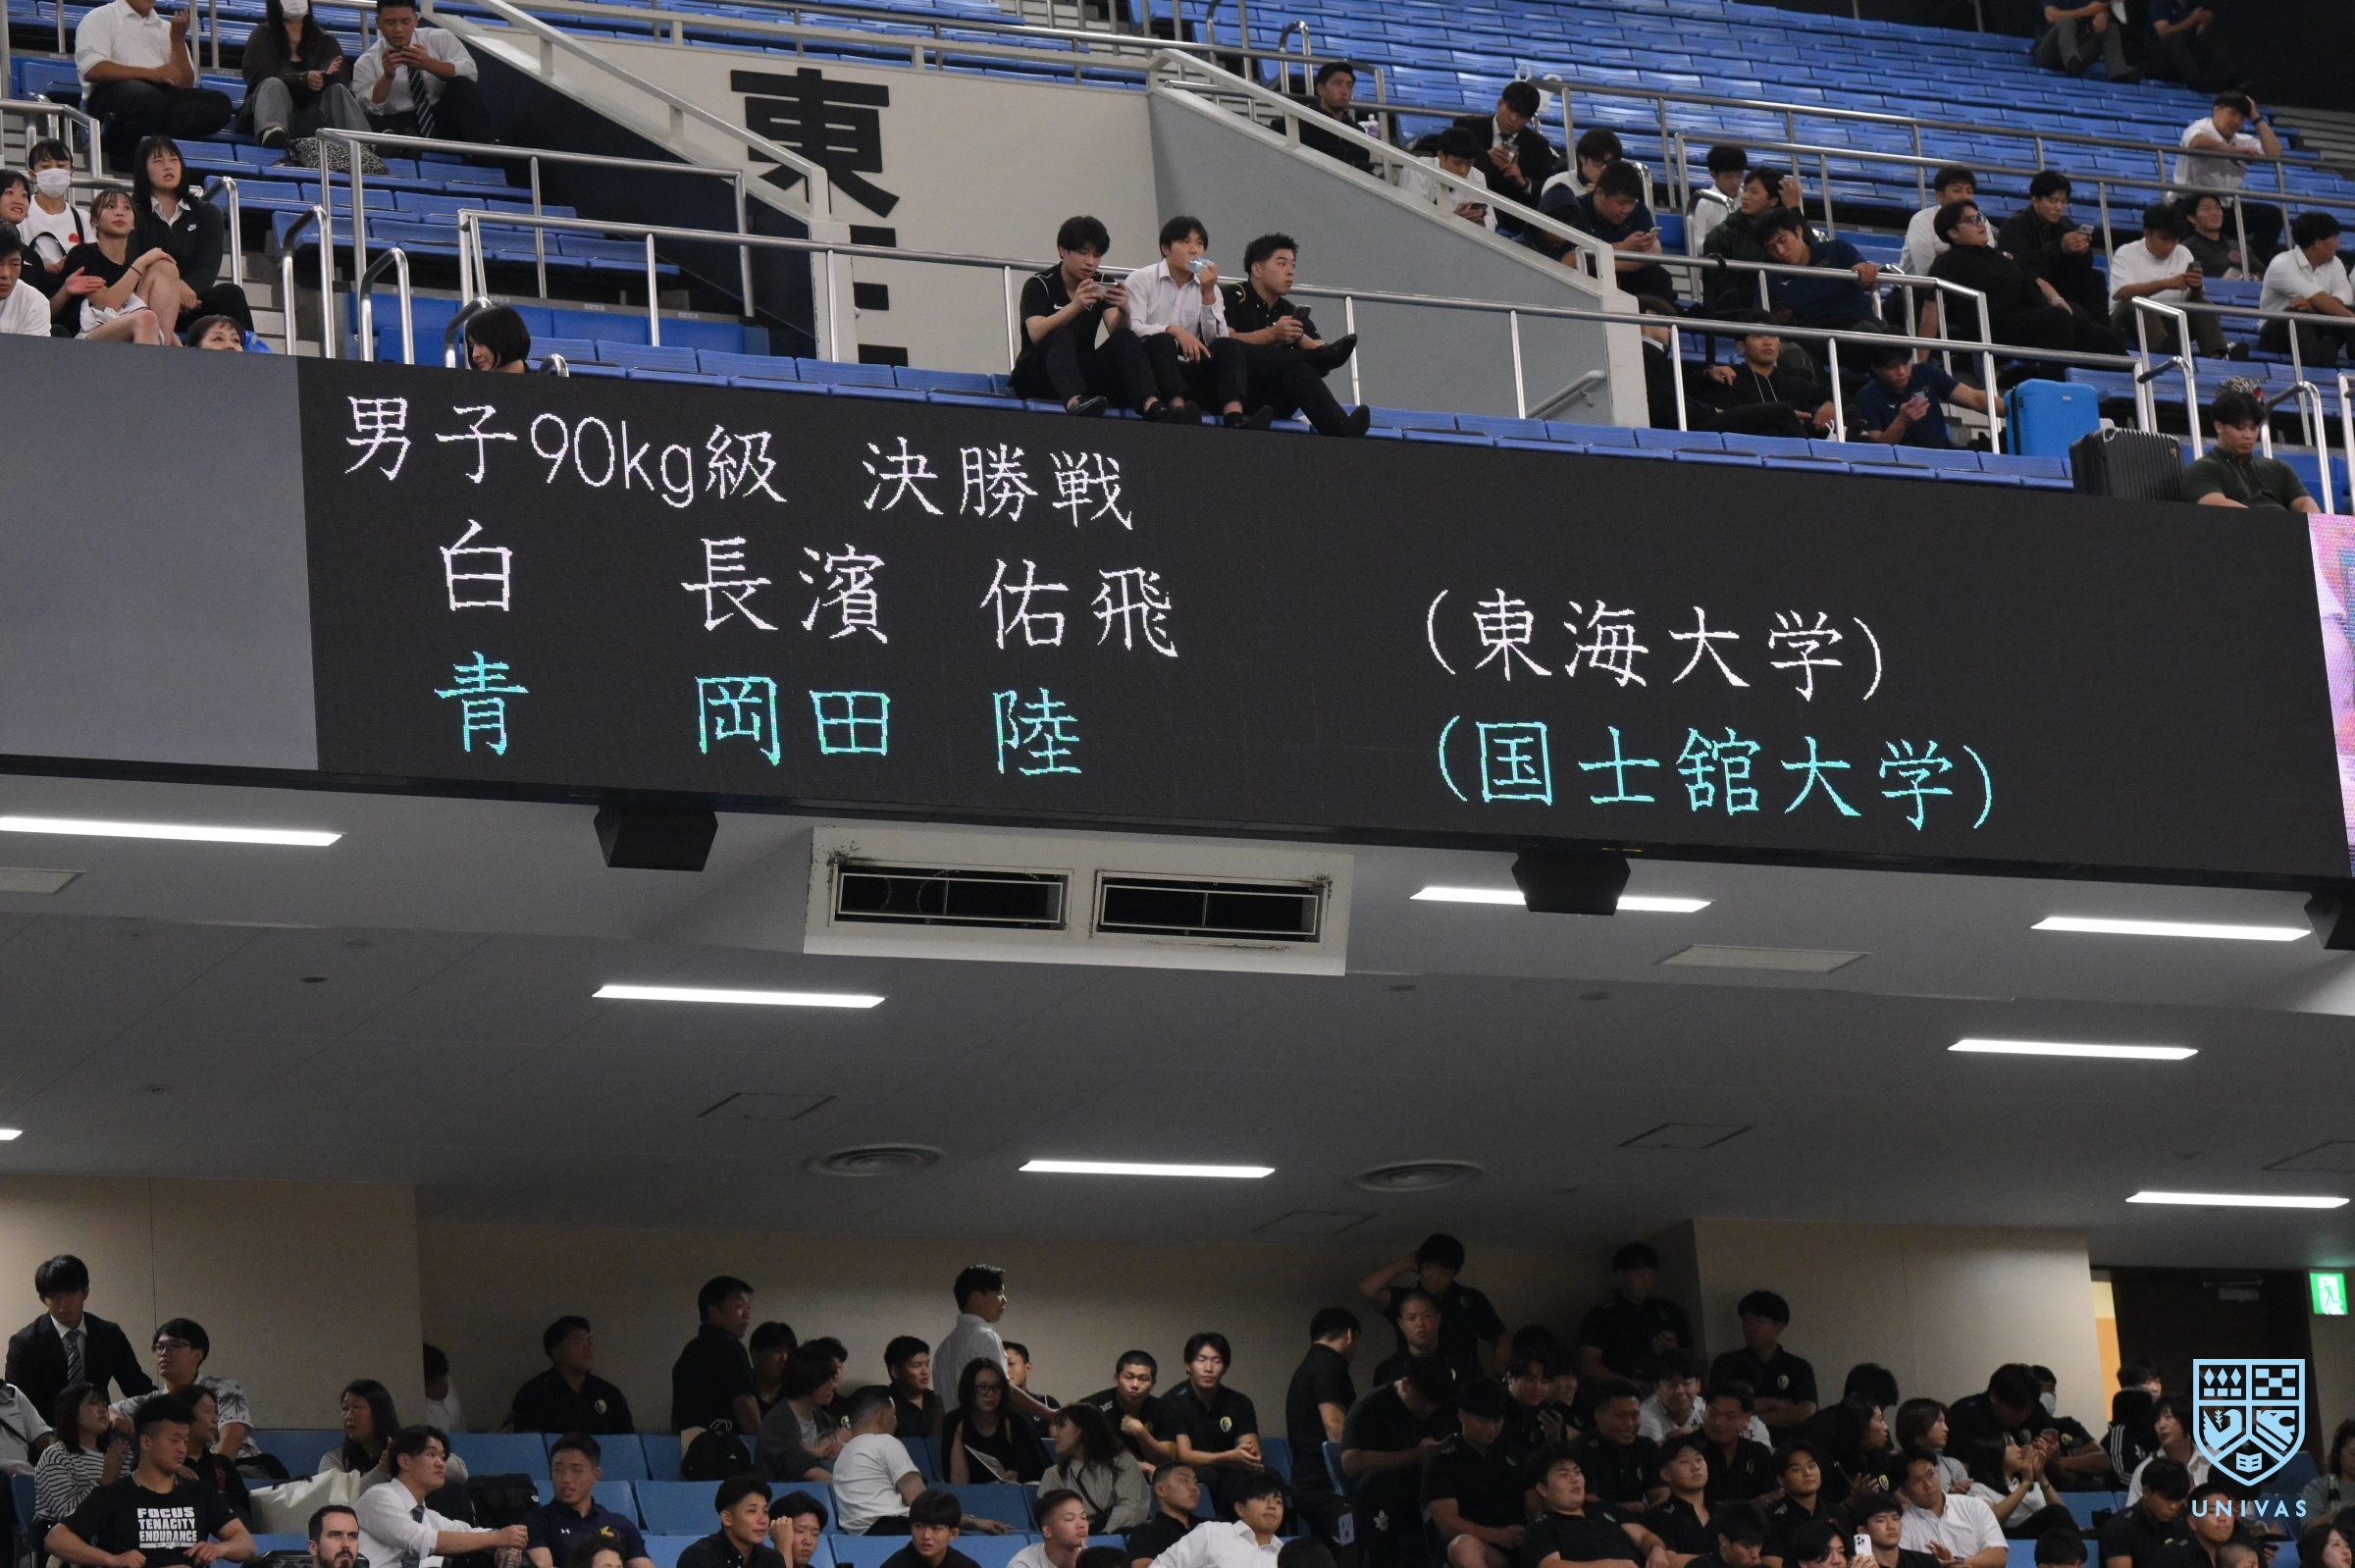 東
男子90kg級 決勝戦
白 長濱 佑飛 (東海大学)
青 岡田 陸 (国士舘大学)
FOCUS
TENACITY
ENDURANCE
UNIVAS